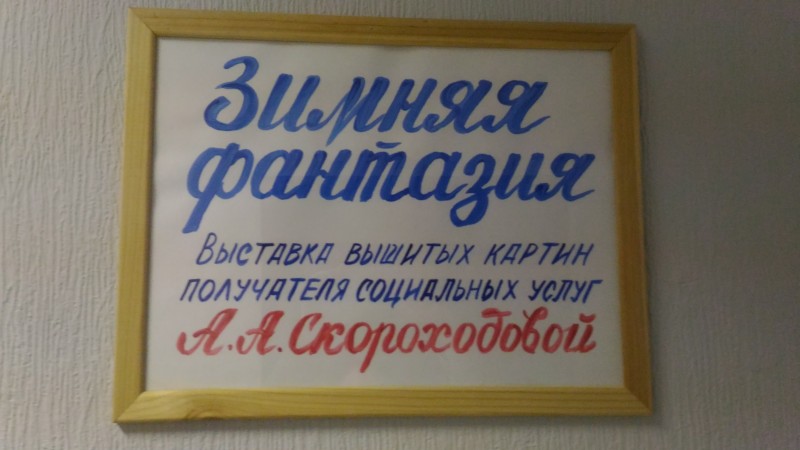 Зимняя
фантазия
Выставка вышитых картин
получателя социальных услуг
А.А.Скороходовой